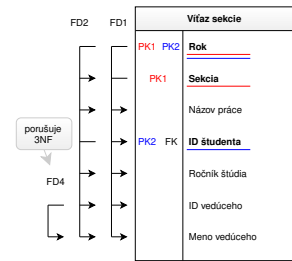 FD2 FD1 Víťaz sekcie
PK1 PK2 Rok
PK1 Sekcia
Názov práce
porušuje
3NF
PK2 FK ID študenta
FD4 Ročník štúdia
ID vedúceho
Meno vedúceho